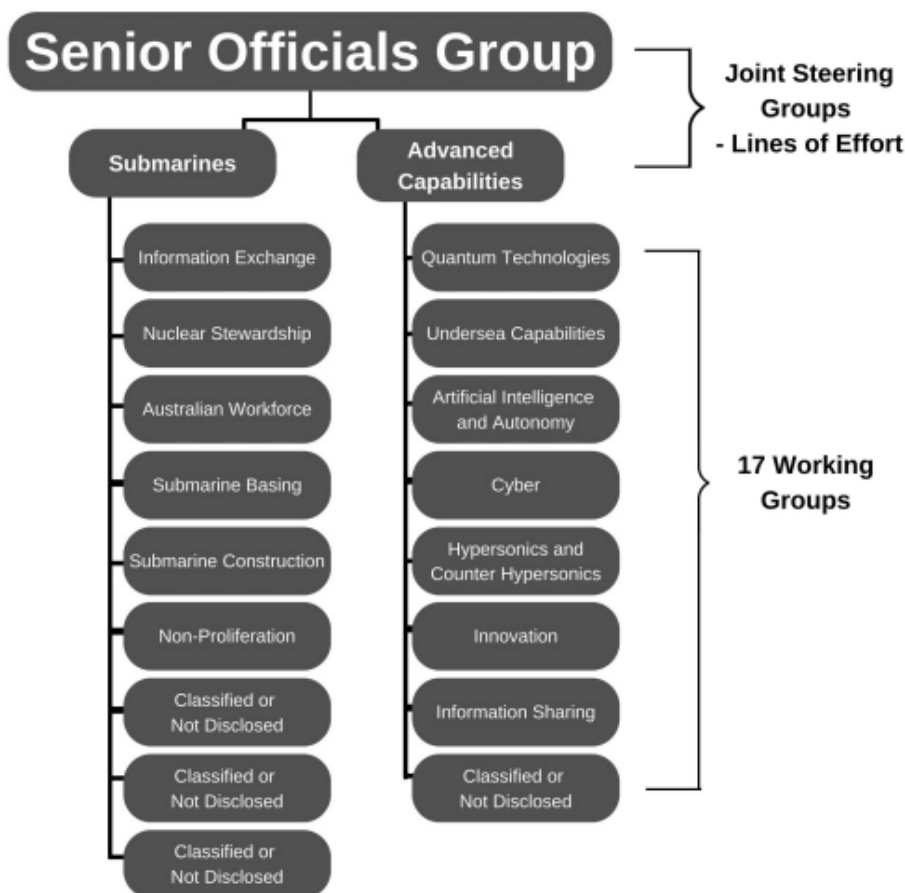 Senior Officials Group
Joint Steering
Groups
- Lines of Effort
Submarines
Advanced
Capabilities
Information Exchange
Nuclear Stewardship
Australian Workforce
Submarine Basing
Submarine Construction
Non-Proliferation
Classified or
Not Disclosed
Classified or
Not Disclosed
Classified or
Not Disclosed
Quantum Technologies
Undersea Capabilities
Artificial Intelligence
and Autonomy
Cyber
Hypersonics and
Counter Hypersonics
Innovation
Information Sharing
Classified or
Not Disclosed
17 Working
Groups